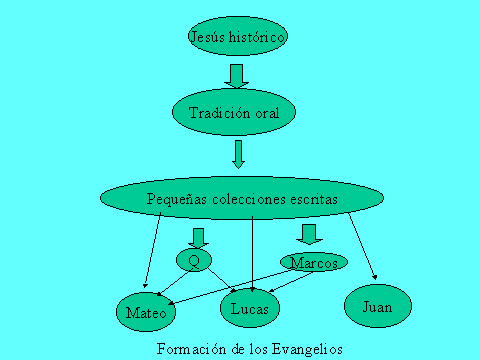 Jesús histórico
Tradición oral
Pequeñas colecciones escritas
Q
Marcos
Mateo
Lucas
Juan
Formación de los Evangelios